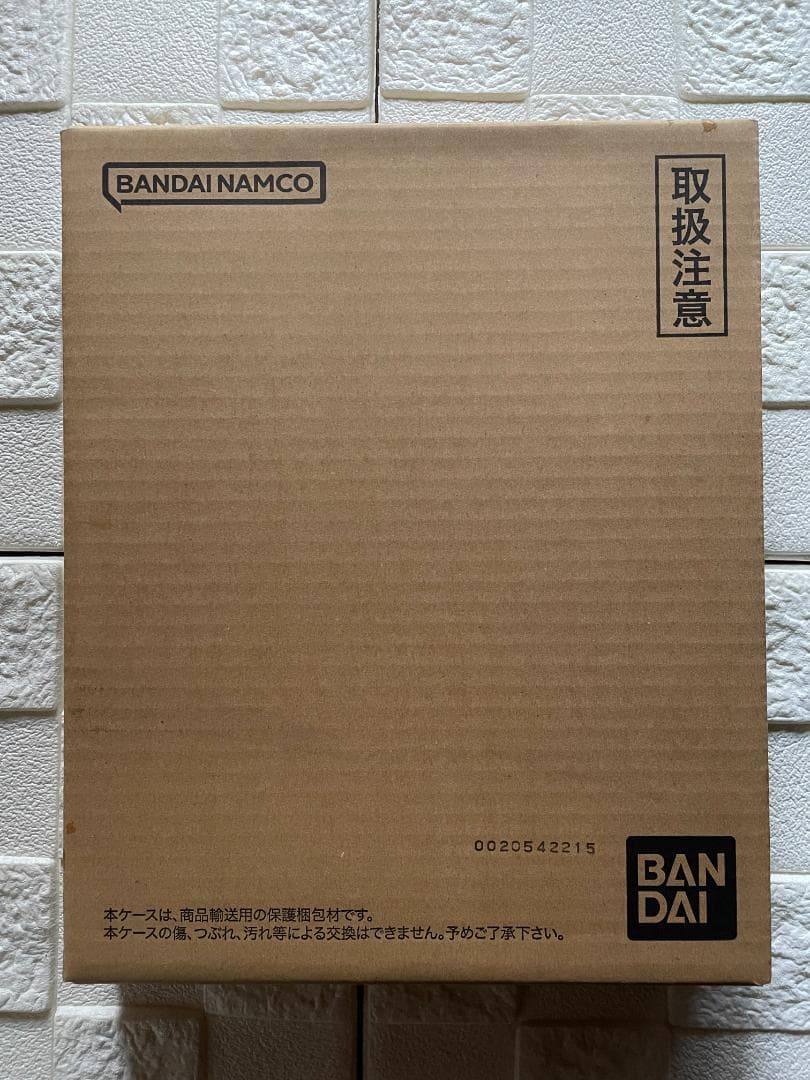 BANDAI NAMCO
取扱注意
0020542215
BAN
DAI
本ケースは、商品輸送用の保護梱包材です。
本ケースの傷、つぶれ、汚れ等による交換はできません。予めご了承下さい。